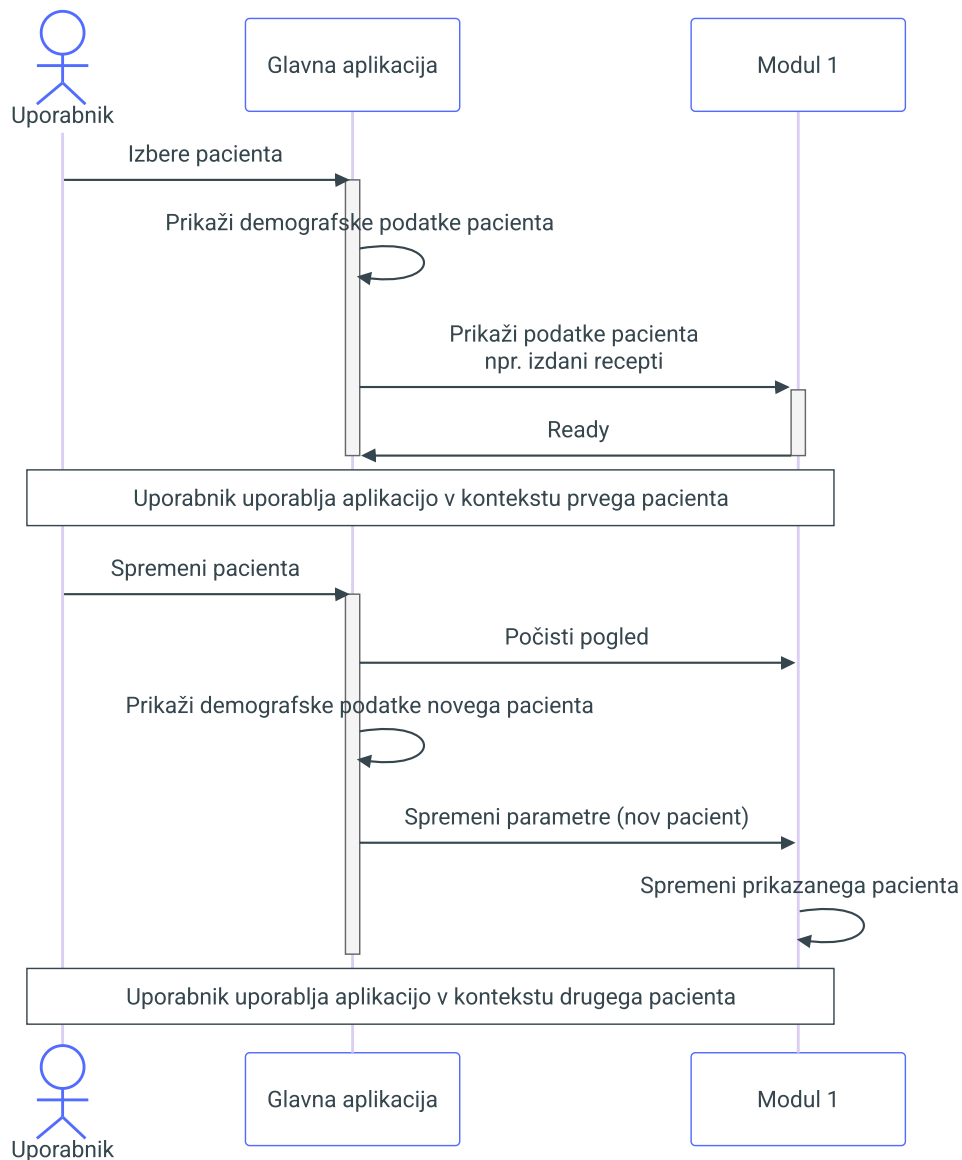 Uporabnik
Glavna aplikacija
Modul 1
Izbere pacienta
Prikaži demografske podatke pacienta
Prikaži podatke pacienta
npr. izdani recepti
Ready
Uporabnik uporablja aplikacijo v kontekstu prvega pacienta
Spremeni pacienta
Počisti pogled
Prikaži demografske podatke novega pacienta
Spremeni parametre (nov pacient)
Spremeni prikazanega pacienta
Uporabnik uporablja aplikacijo v kontekstu drugega pacienta
Uporabnik
Glavna aplikacija
Modul 1